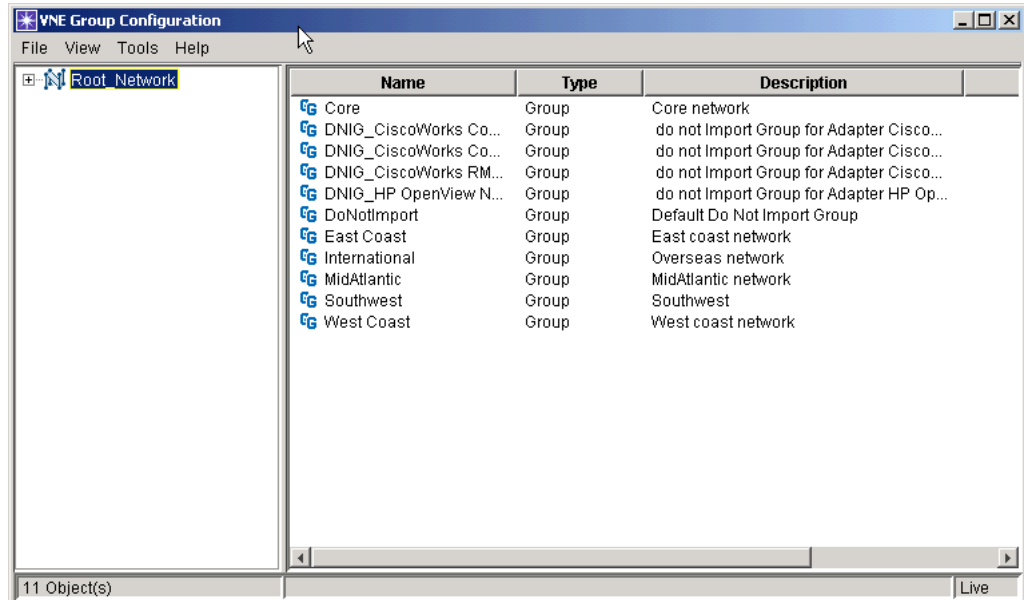 VNE Group Configuration
File View Tools Help
Root_Network
Name Type Description
Core Group Core network
DNIG_CiscoWorks Co... Group do not Import Group for Adapter Cisco...
DNIG_CiscoWorks Co... Group do not Import Group for Adapter Cisco...
DNIG_CiscoWorks RM... Group do not Import Group for Adapter Cisco...
DNIG_HP OpenView N... Group do not Import Group for Adapter HP Op...
DoNotImport Group Default Do Not Import Group
East Coast Group East coast network
International Group Overseas network
MidAtlantic Group MidAtlantic network
Southwest Group Southwest
West Coast Group West coast network
11 Object(s) Live